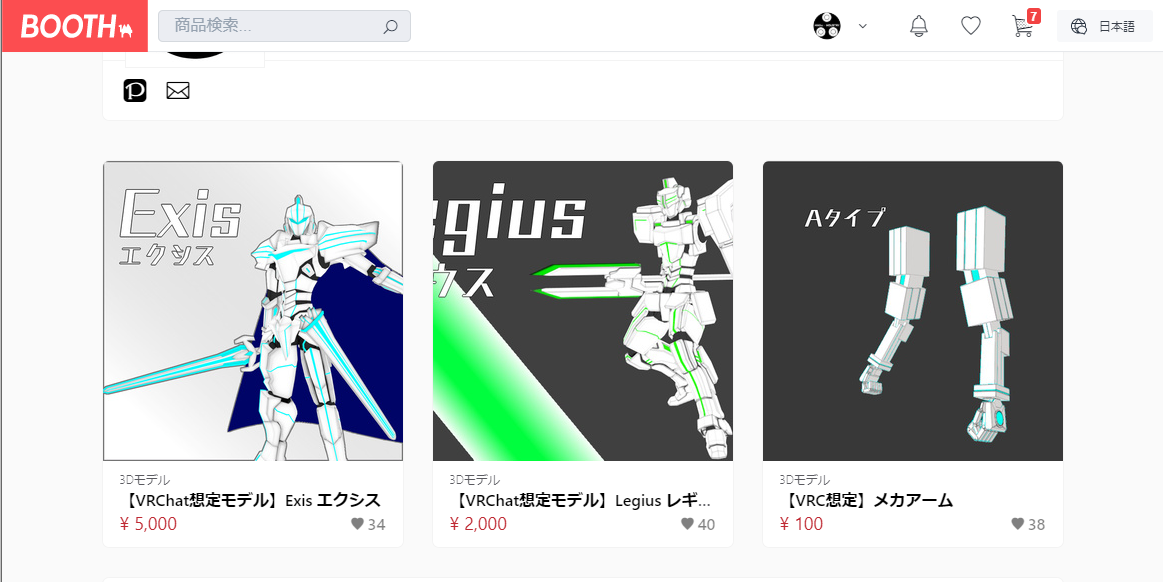 BOOTH
商品検索...
7
日本語
Exis
エクシス
egius
ウス
Aタイプ
3Dモデル
【VRChat想定モデル】Exis エクシス
¥ 5,000
34
3Dモデル
【VRChat想定モデル】Legius レギ...
¥ 2,000
40
3Dモデル
【VRC想定】メカアーム
¥ 100
38